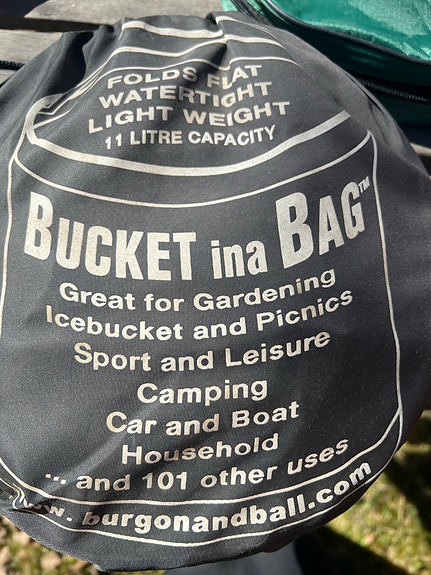 FOLDS FLAT
WATERTIGHT
LIGHT WEIGHT
11 LITRE CAPACITY
BUCKET ina BAG™
Great for Gardening
Icebucket and Picnics
Sport and Leisure
Camping
Car and Boat
Household
... and 101 other uses
www.burgonandball.com